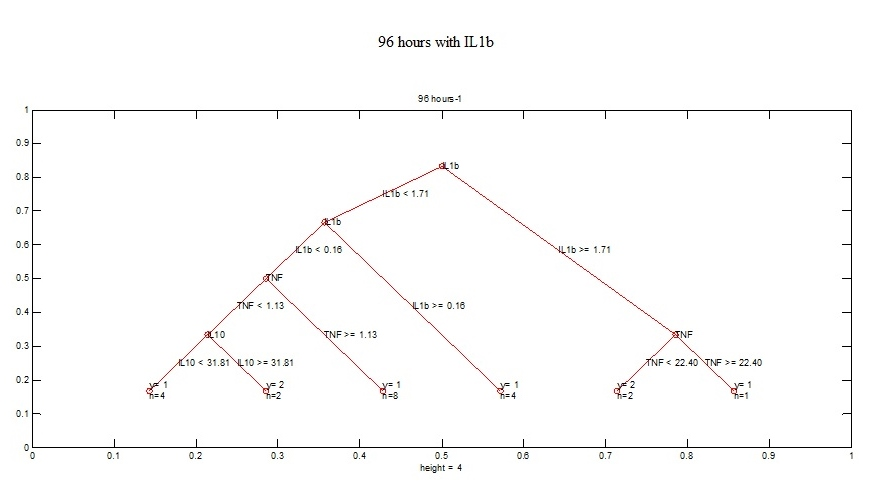 96 hours with IL1b
96 hours-1
1
0.9
0.8
0.7
0.6
0.5
0.4
0.3
0.2
0.1
0
IL1b
IL1b < 1.71
IL1b
IL1b < 0.16
IL1b >= 1.71
TNF
TNF < 1.13
IL1b >= 0.16
IL10
TNF >= 1.13
TNF
IL10 < 31.81
IL10 >= 31.81
TNF < 22.40
TNF >= 22.40
y= 1
n=4
y= 2
n=2
y= 1
n=8
y= 1
n=4
y= 2
n=2
y= 1
n=1
0 0.1 0.2 0.3 0.4 0.5 0.6 0.7 0.8 0.9 1
height = 4